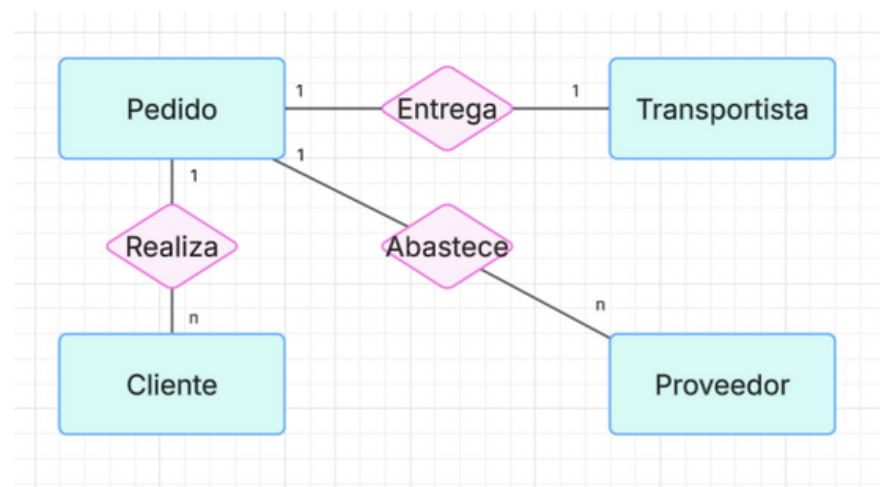 Pedido
1
Entrega
1
Transportista
1
1
Realiza
Abastece
n
n
Cliente
Proveedor